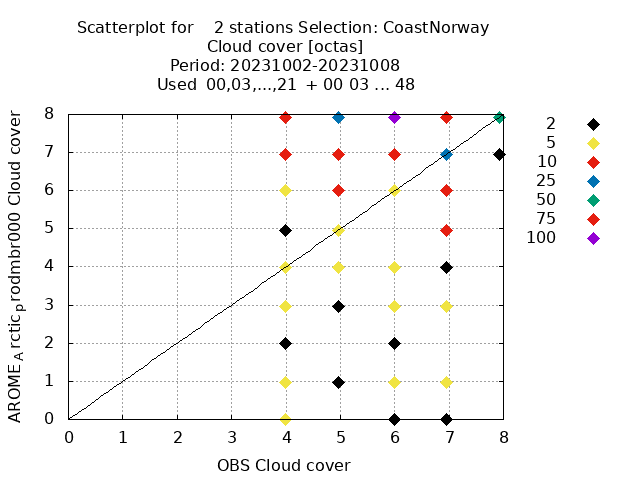 Scatterplot for 2 stations Selection: CoastNorway
Cloud cover [octas]
Period: 20231002-20231008
Used 00,03,...,21 + 00 03 ... 48
AROME_Arctic_prodmbr000 Cloud cover
8
7
6
5
4
3
2
1
0
0 1 2 3 4 5 6 7 8
OBS Cloud cover
2
5
10
25
50
75
100